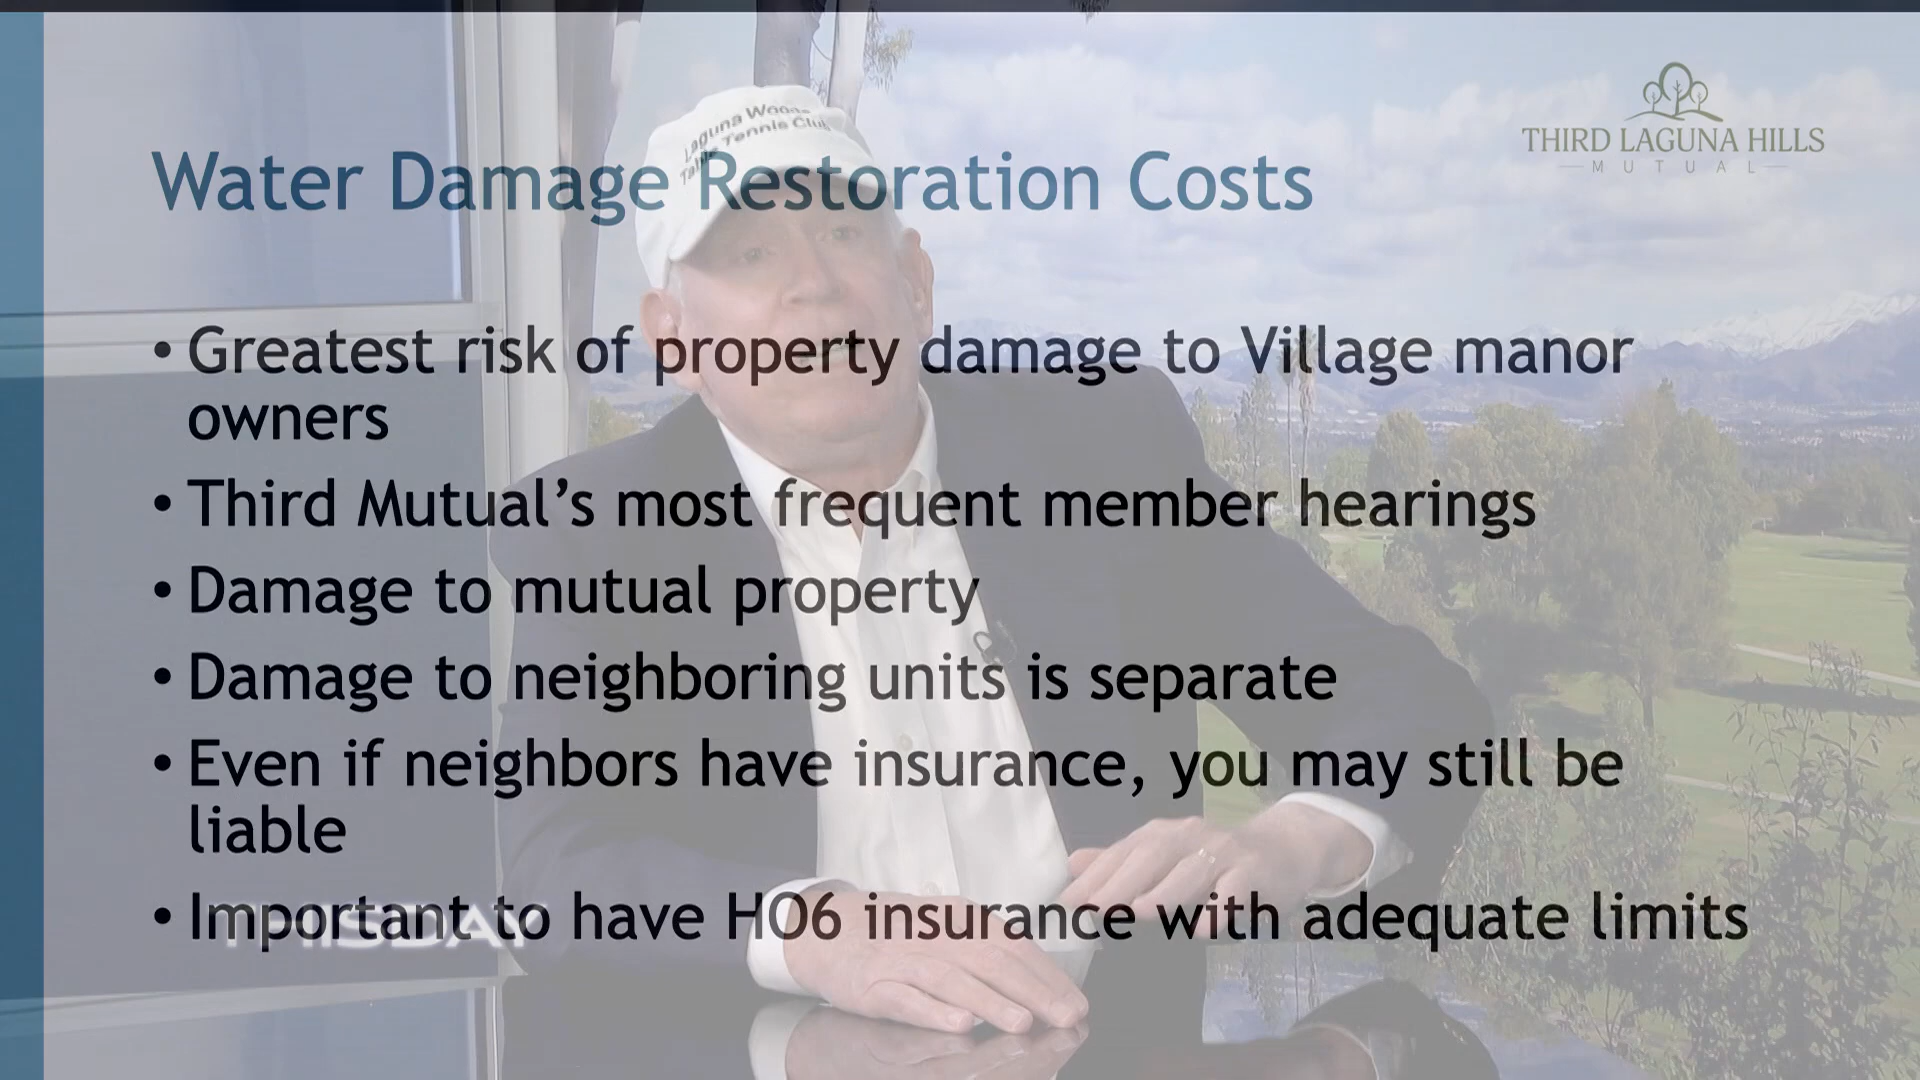 Laguna Woods
Table Tennis Club
THIRD LAGUNA HILLS
MUTUAL
Water Damage Restoration Costs
• Greatest risk of property damage to Village manor
owners
• Third Mutual’s most frequent member hearings
• Damage to mutual property
• Damage to neighboring units is separate
• Even if neighbors have insurance, you may still be
liable
• Important to have HO6 insurance with adequate limits
THISDAY